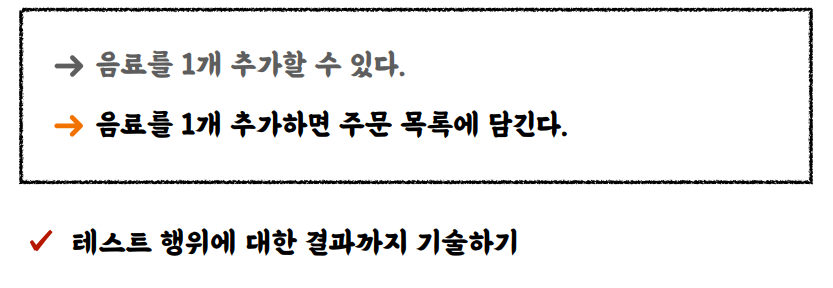 → 음료를 1개 추가할 수 있다.
→ 음료를 1개 추가하면 주문 목록에 담긴다.
✓ 테스트 행위에 대한 결과까지 기술하기